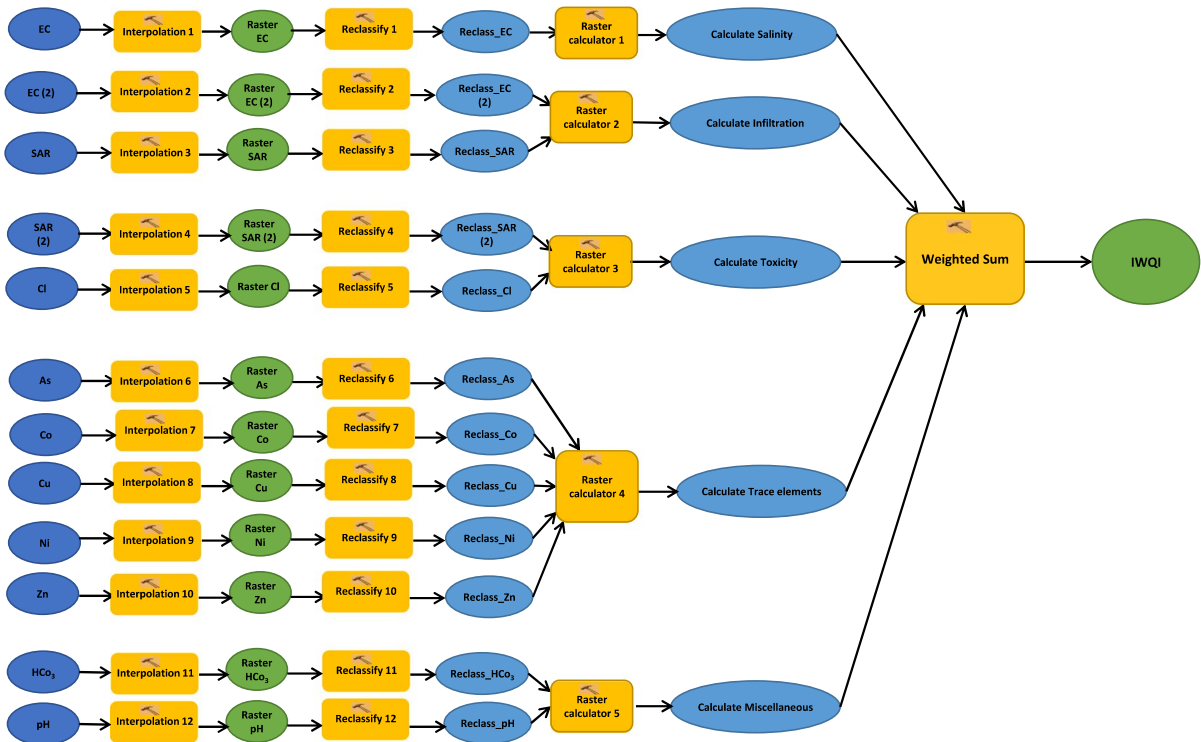 EC
Interpolation 1
Raster
EC
Reclassify 1
Reclass_EC
Raster
calculator 1
Calculate Salinity
EC (2)
Interpolation 2
Raster
EC (2)
Reclassify 2
Reclass_EC
(2)
Raster
calculator 2
Calculate Infiltration
SAR
Interpolation 3
Raster
SAR
Reclassify 3
Reclass_SAR
SAR
(2)
Interpolation 4
Raster
SAR (2)
Reclassify 4
Reclass_SAR
(2)
Raster
calculator 3
Calculate Toxicity
Weighted Sum
IWQI
Cl
Interpolation 5
Raster Cl
Reclassify 5
Reclass_Cl
As
Interpolation 6
Raster
As
Reclassify 6
Reclass_As
Co
Interpolation 7
Raster
Co
Reclassify 7
Reclass_Co
Cu
Interpolation 8
Raster
Cu
Reclassify 8
Reclass_Cu
Raster
calculator 4
Calculate Trace elements
Ni
Interpolation 9
Raster
Ni
Reclassify 9
Reclass_Ni
Zn
Interpolation 10
Raster
Zn
Reclassify 10
Reclass_Zn
HCo₃
Interpolation 11
Raster
HCo₃
Reclassify 11
Reclass_HCo₃
Raster
calculator 5
Calculate Miscellaneous
pH
Interpolation 12
Raster
pH
Reclassify 12
Reclass_pH